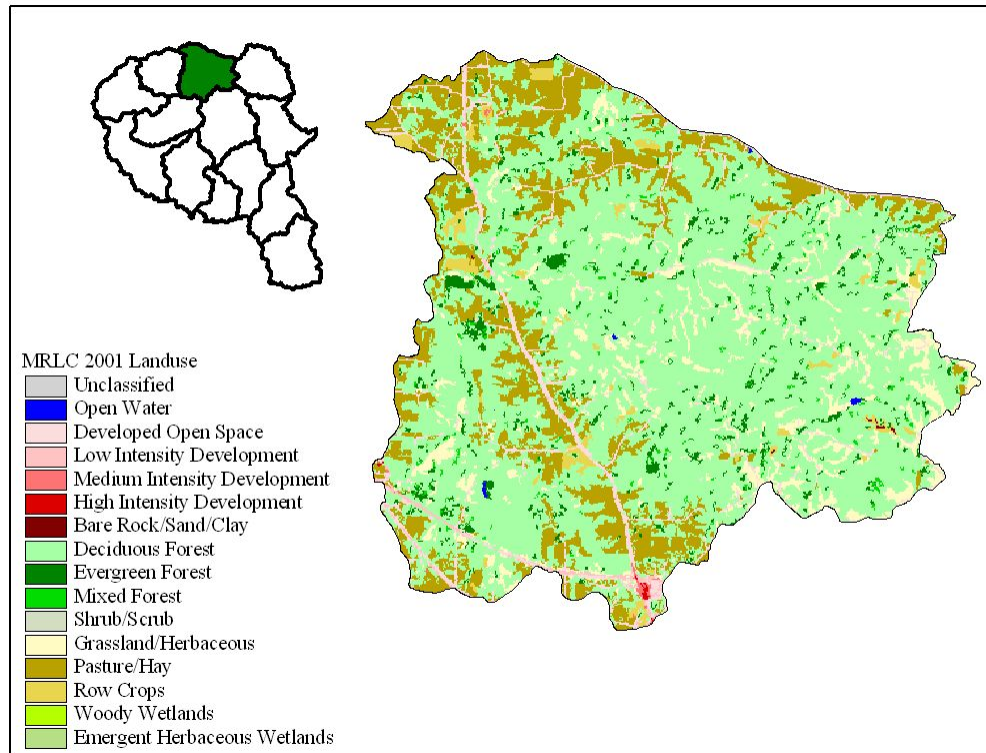 MRLC 2001 Landuse
Unclassified
Open Water
Developed Open Space
Low Intensity Development
Medium Intensity Development
High Intensity Development
Bare Rock/Sand/Clay
Deciduous Forest
Evergreen Forest
Mixed Forest
Shrub/Scrub
Grassland/Herbaceous
Pasture/Hay
Row Crops
Woody Wetlands
Emergent Herbaceous Wetlands